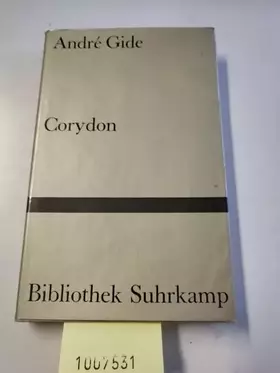 André Gide
Corydon
Bibliothek Suhrkamp
1007531